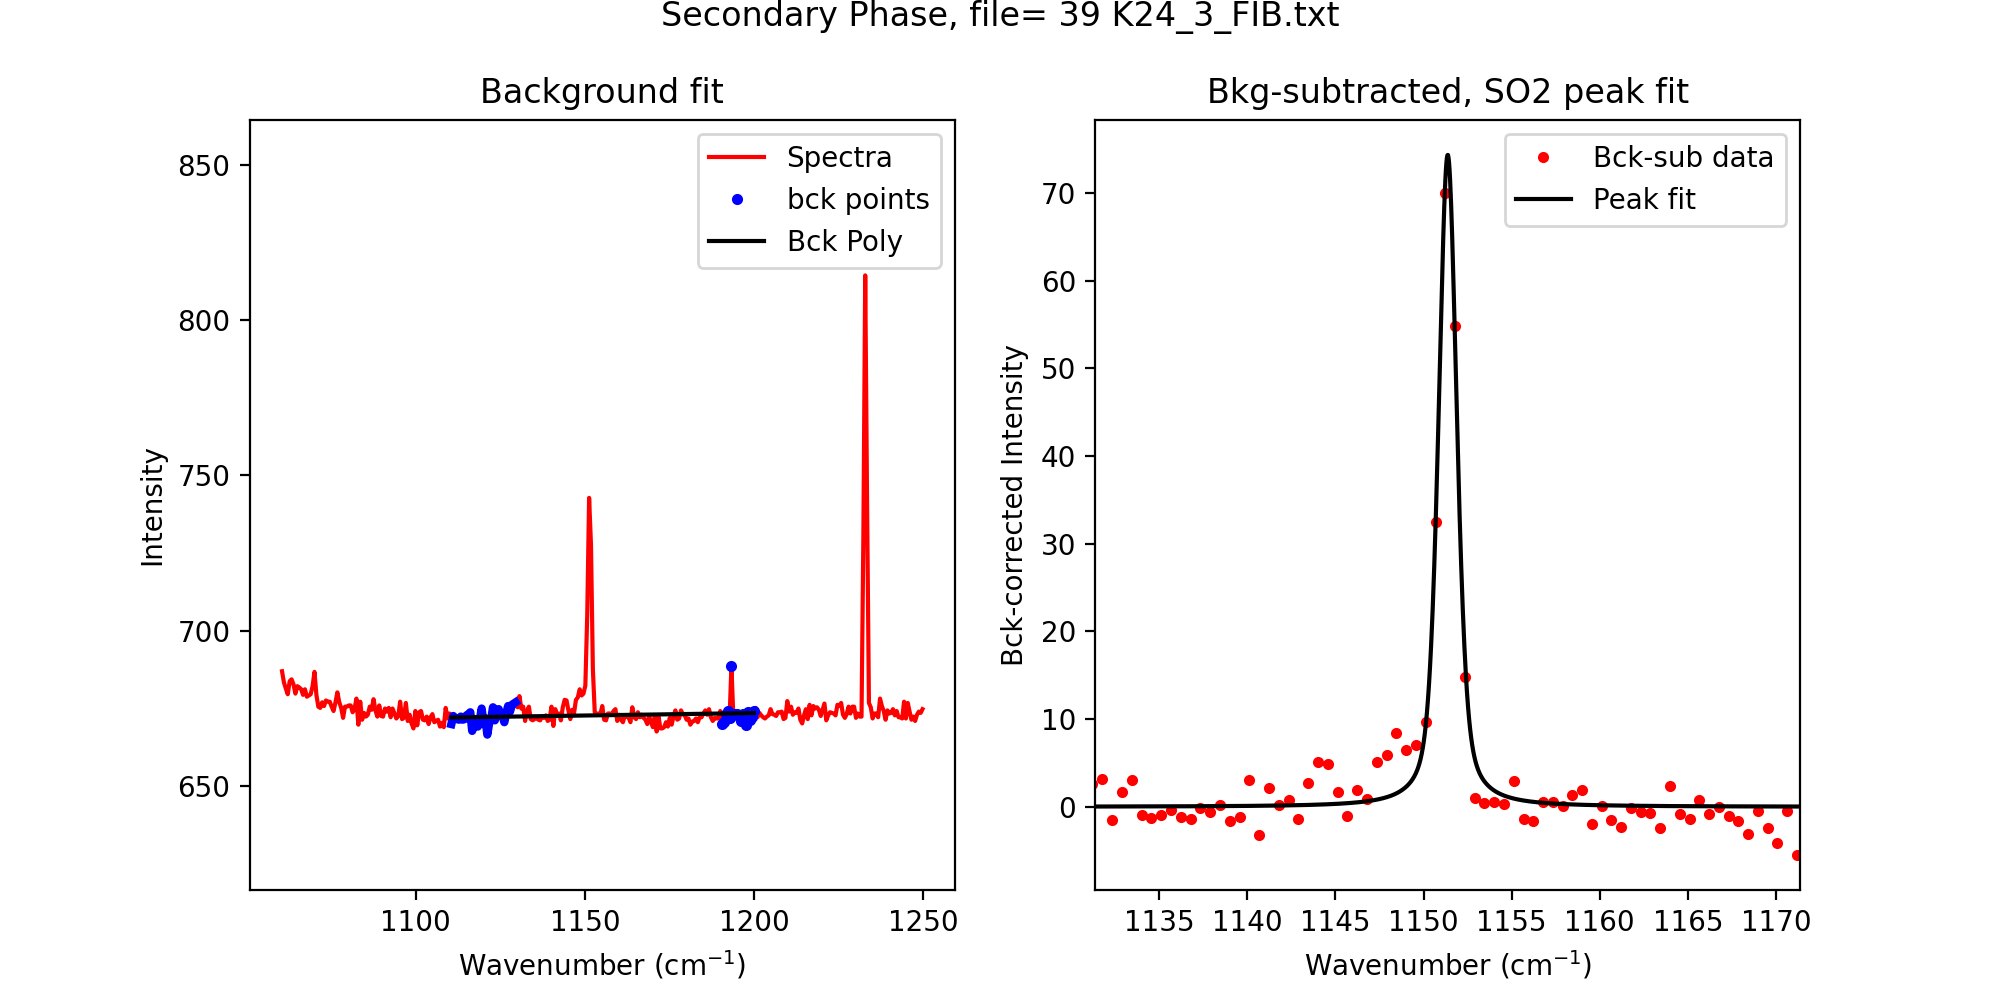 Secondary Phase, file= 39 K24_3_FIB.txt
Background fit
Spectra
bck points
Bck Poly
850
800
750
700
650
Intensity
1100 1150 1200 1250
Wavenumber (cm⁻¹)
Bkg-subtracted, SO2 peak fit
Bck-sub data
Peak fit
70
60
50
40
30
20
10
0
Bck-corrected Intensity
1135 1140 1145 1150 1155 1160 1165 1170
Wavenumber (cm⁻¹)